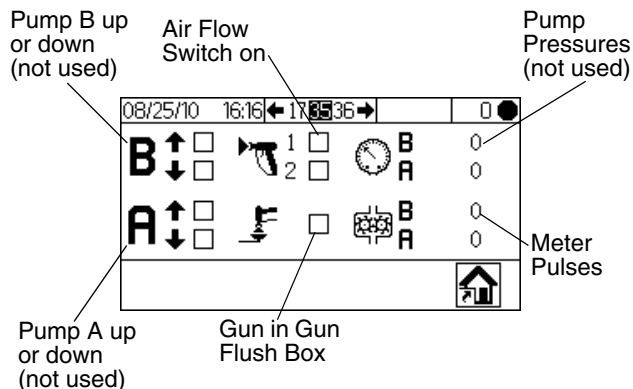 Pump B up
or down
(not used)
Air Flow
Switch on
Pump
Pressures
(not used)
08/25/10 16:16 17 35 36 0
B 1 B 0
2 A 0
A B 0
A 0
Meter
Pulses
Pump A up
or down
(not used)
Gun in Gun
Flush Box